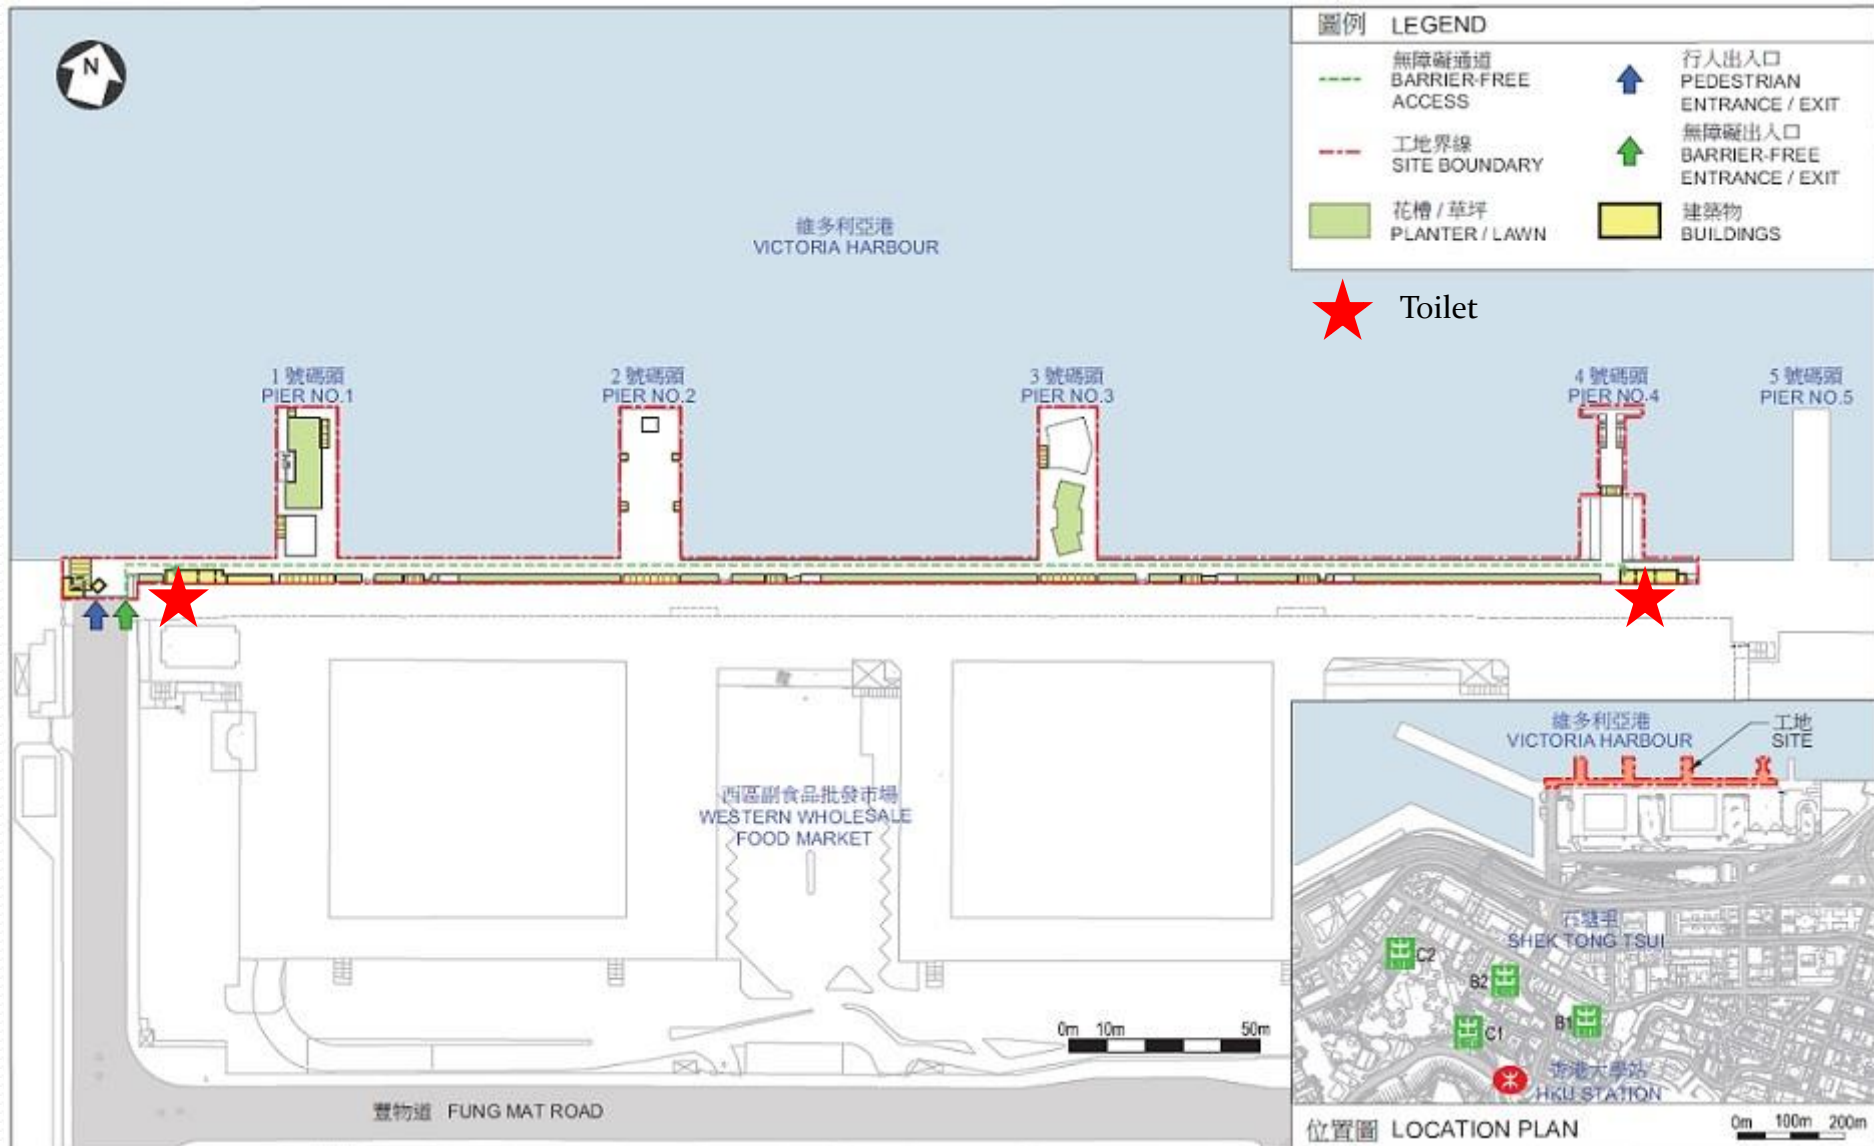 N
圖例 LEGEND
無障礙通道
BARRIER-FREE
ACCESS
行人出入口
PEDESTRIAN
ENTRANCE / EXIT
工地界線
SITE BOUNDARY
無障礙出入口
BARRIER-FREE
ENTRANCE / EXIT
花槽 / 草坪
PLANTER / LAWN
建築物
BUILDINGS
Toilet
維多利亞港
VICTORIA HARBOUR
1 號碼頭
PIER NO.1
2 號碼頭
PIER NO.2
3 號碼頭
PIER NO.3
4 號碼頭
PIER NO.4
5 號碼頭
PIER NO.5
西區副食品批發市場
WESTERN WHOLESALE
FOOD MARKET
0m 10m 50m
豐物道 FUNG MAT ROAD
維多利亞港
VICTORIA HARBOUR
工地
SITE
石塘咀
SHEK TONG TSUI
C2
B2
B1
C1
香港大學站
HKU STATION
位置圖 LOCATION PLAN
0m 100m 200m